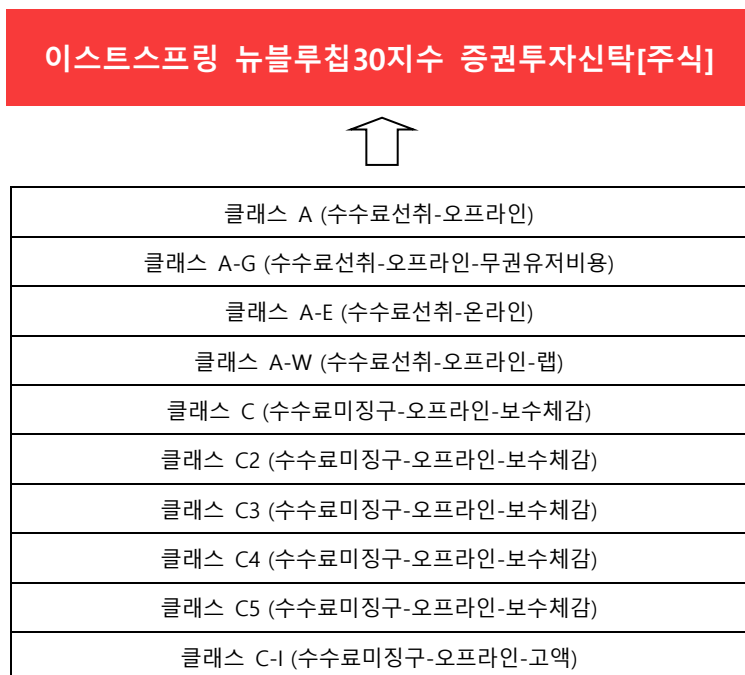 이스트스프링 뉴블루칩30지수 증권투자신탁[주식]
클래스 A (수수료선취-오프라인)
클래스 A-G (수수료선취-오프라인-무권유저비용)
클래스 A-E (수수료선취-온라인)
클래스 A-W (수수료선취-오프라인-랩)
클래스 C (수수료미징구-오프라인-보수체감)
클래스 C2 (수수료미징구-오프라인-보수체감)
클래스 C3 (수수료미징구-오프라인-보수체감)
클래스 C4 (수수료미징구-오프라인-보수체감)
클래스 C5 (수수료미징구-오프라인-보수체감)
클래스 C-I (수수료미징구-오프라인-고액)